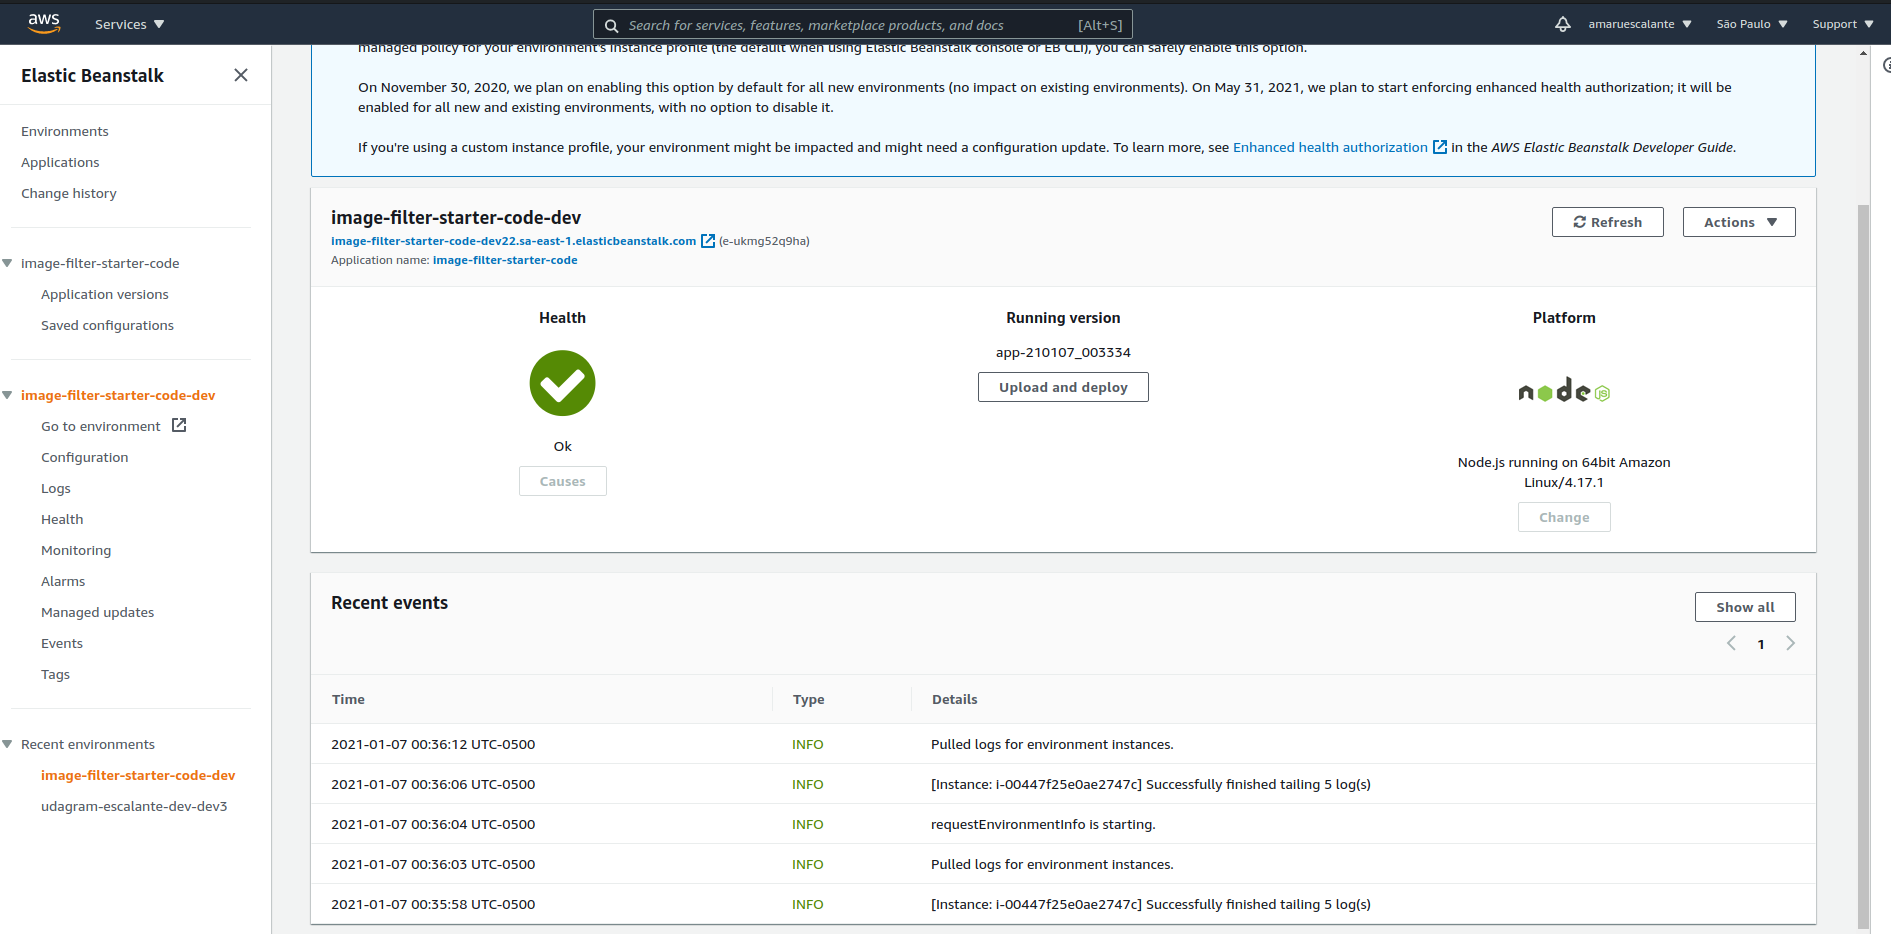 aws
Services
Search for services, features, marketplace products, and docs
[Alt+S]
amaruescalante
São Paulo
Support
Elastic Beanstalk
Environments
Applications
Change history
image-filter-starter-code
Application versions
Saved configurations
image-filter-starter-code-dev
Go to environment
Configuration
Logs
Health
Monitoring
Alarms
Managed updates
Events
Tags
Recent environments
image-filter-starter-code-dev
udagram-escalante-dev-dev3
managed policy for your environment's instance profile (the default when using Elastic Beanstalk console or EB CLI), you can safely enable this option.
On November 30, 2020, we plan on enabling this option by default for all new environments (no impact on existing environments). On May 31, 2021, we plan to start enforcing enhanced health authorization; it will be
enabled for all new and existing environments, with no option to disable it.
If you're using a custom instance profile, your environment might be impacted and might need a configuration update. To learn more, see Enhanced health authorization in the AWS Elastic Beanstalk Developer Guide.
image-filter-starter-code-dev
image-filter-starter-code-dev22.sa-east-1.elasticbeanstalk.com (e-ukmg52q9ha)
Application name: image-filter-starter-code
Refresh
Actions
Health
Ok
Causes
Running version
app-210107_003334
Upload and deploy
Platform
node JS
Node.js running on 64bit Amazon
Linux/4.17.1
Change
Recent events
Show all
1
Time Type Details
2021-01-07 00:36:12 UTC-0500 INFO Pulled logs for environment instances.
2021-01-07 00:36:06 UTC-0500 INFO [Instance: i-00447f25e0ae2747c] Successfully finished tailing 5 log(s)
2021-01-07 00:36:04 UTC-0500 INFO requestEnvironmentInfo is starting.
2021-01-07 00:36:03 UTC-0500 INFO Pulled logs for environment instances.
2021-01-07 00:35:58 UTC-0500 INFO [Instance: i-00447f25e0ae2747c] Successfully finished tailing 5 log(s)